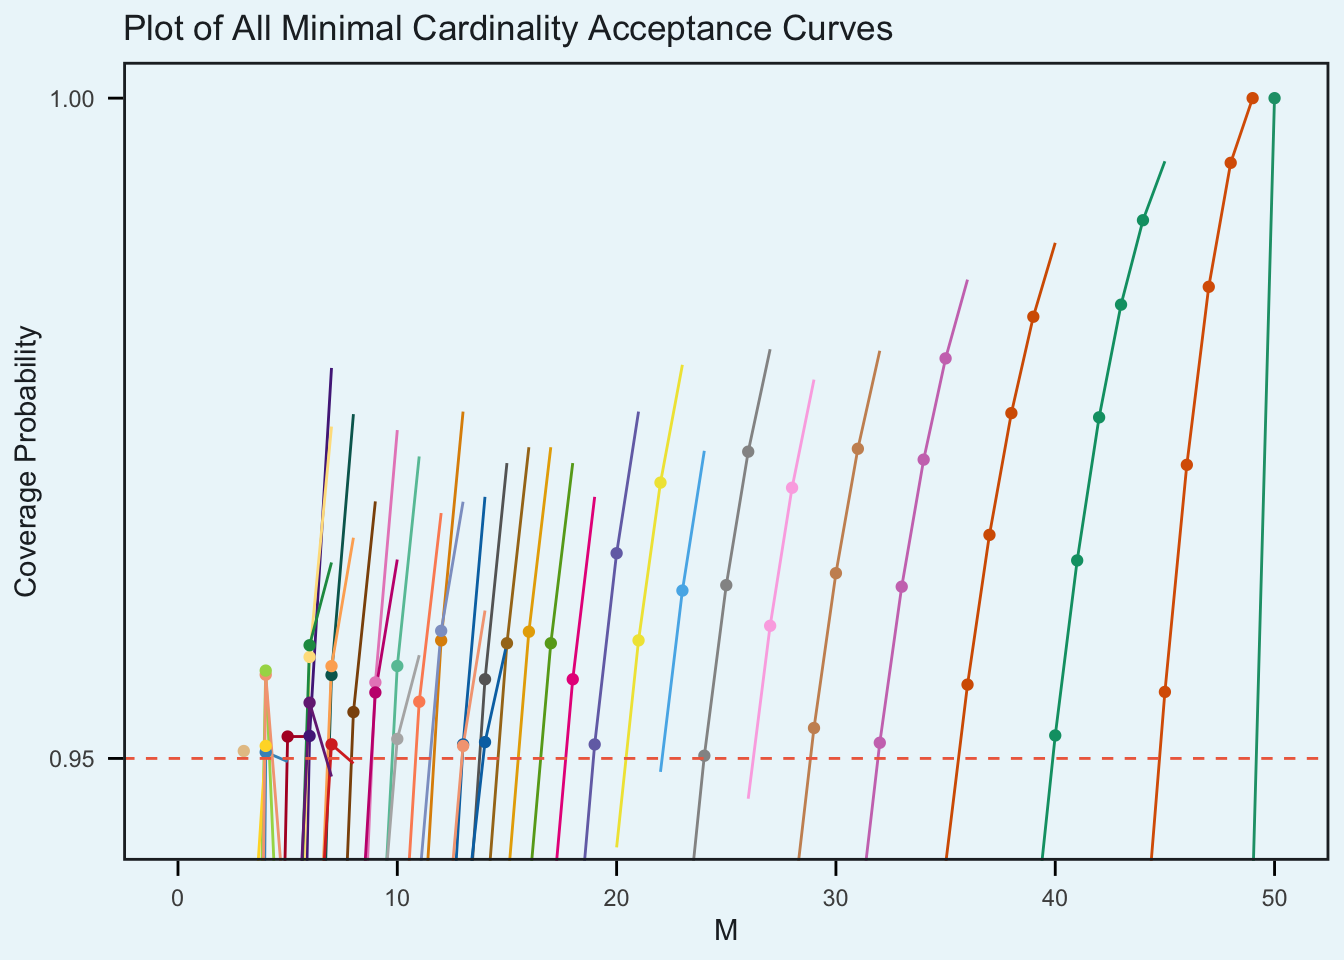 Plot of All Minimal Cardinality Acceptance Curves
1.00
0.95
Coverage Probability
0 10 20 30 40 50
M